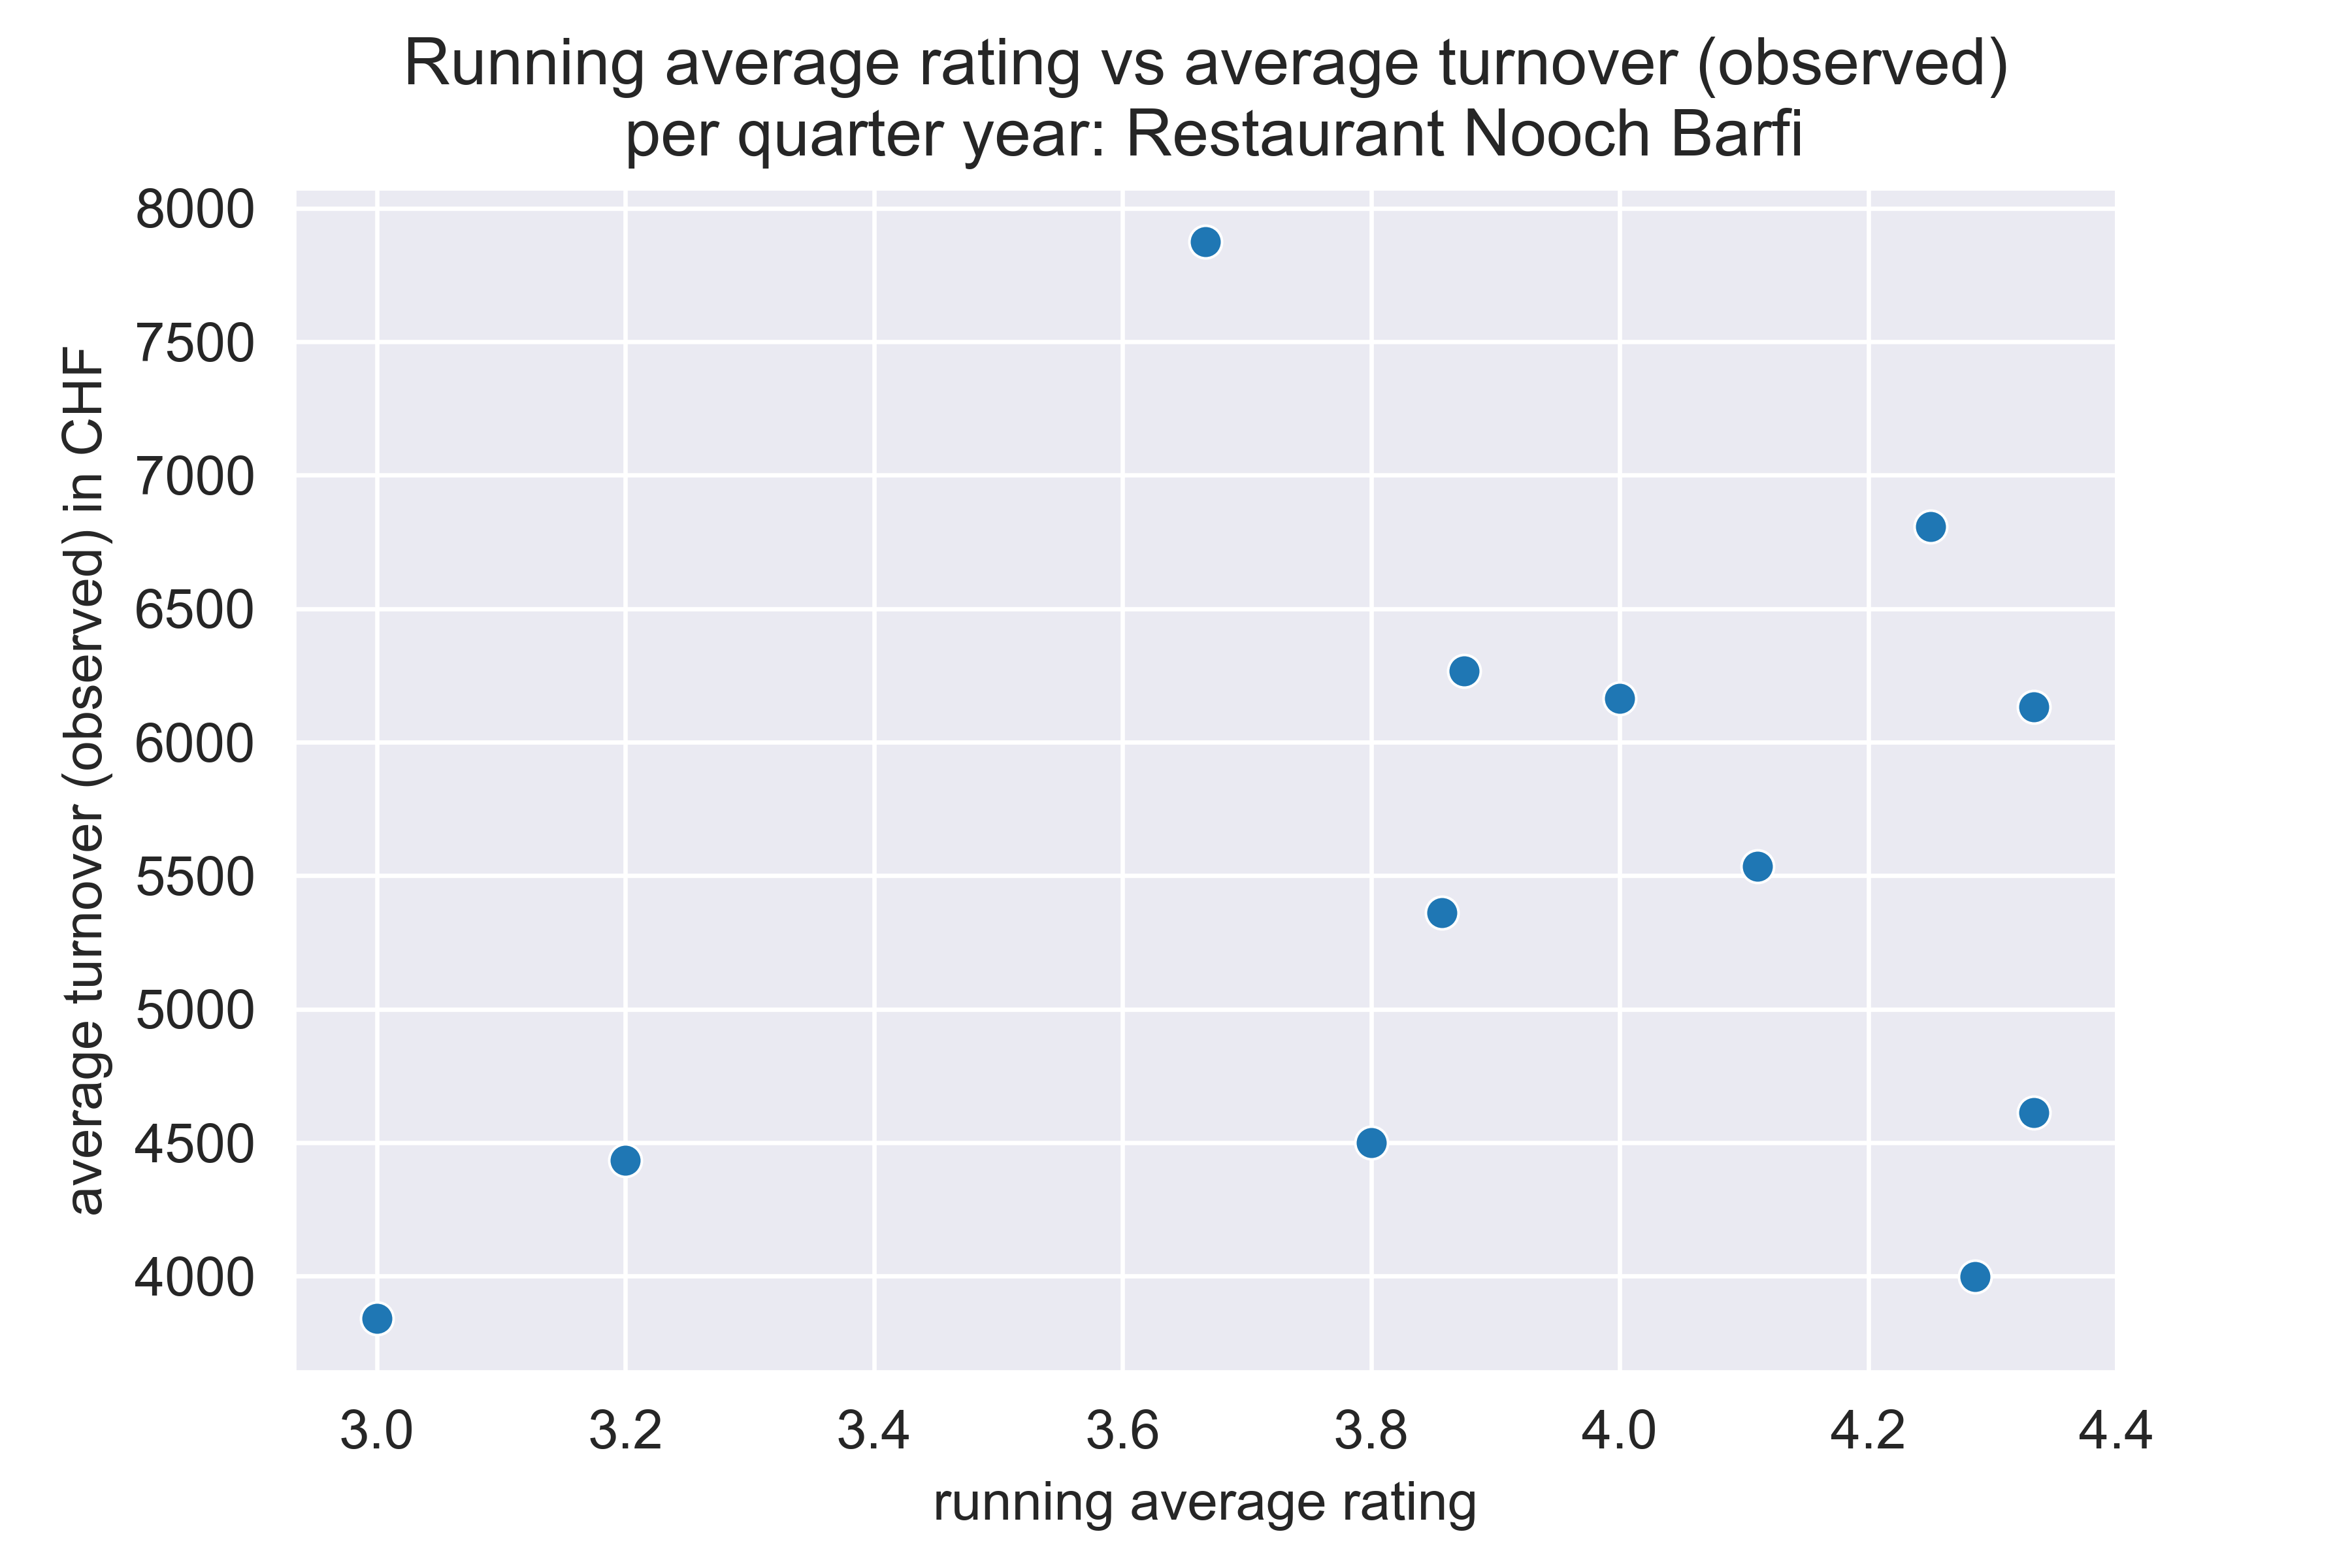 Running average rating vs average turnover (observed)
per quarter year: Restaurant Nooch Barfi
average turnover (observed) in CHF
8000
7500
7000
6500
6000
5500
5000
4500
4000
3.0 3.2 3.4 3.6 3.8 4.0 4.2 4.4
running average rating